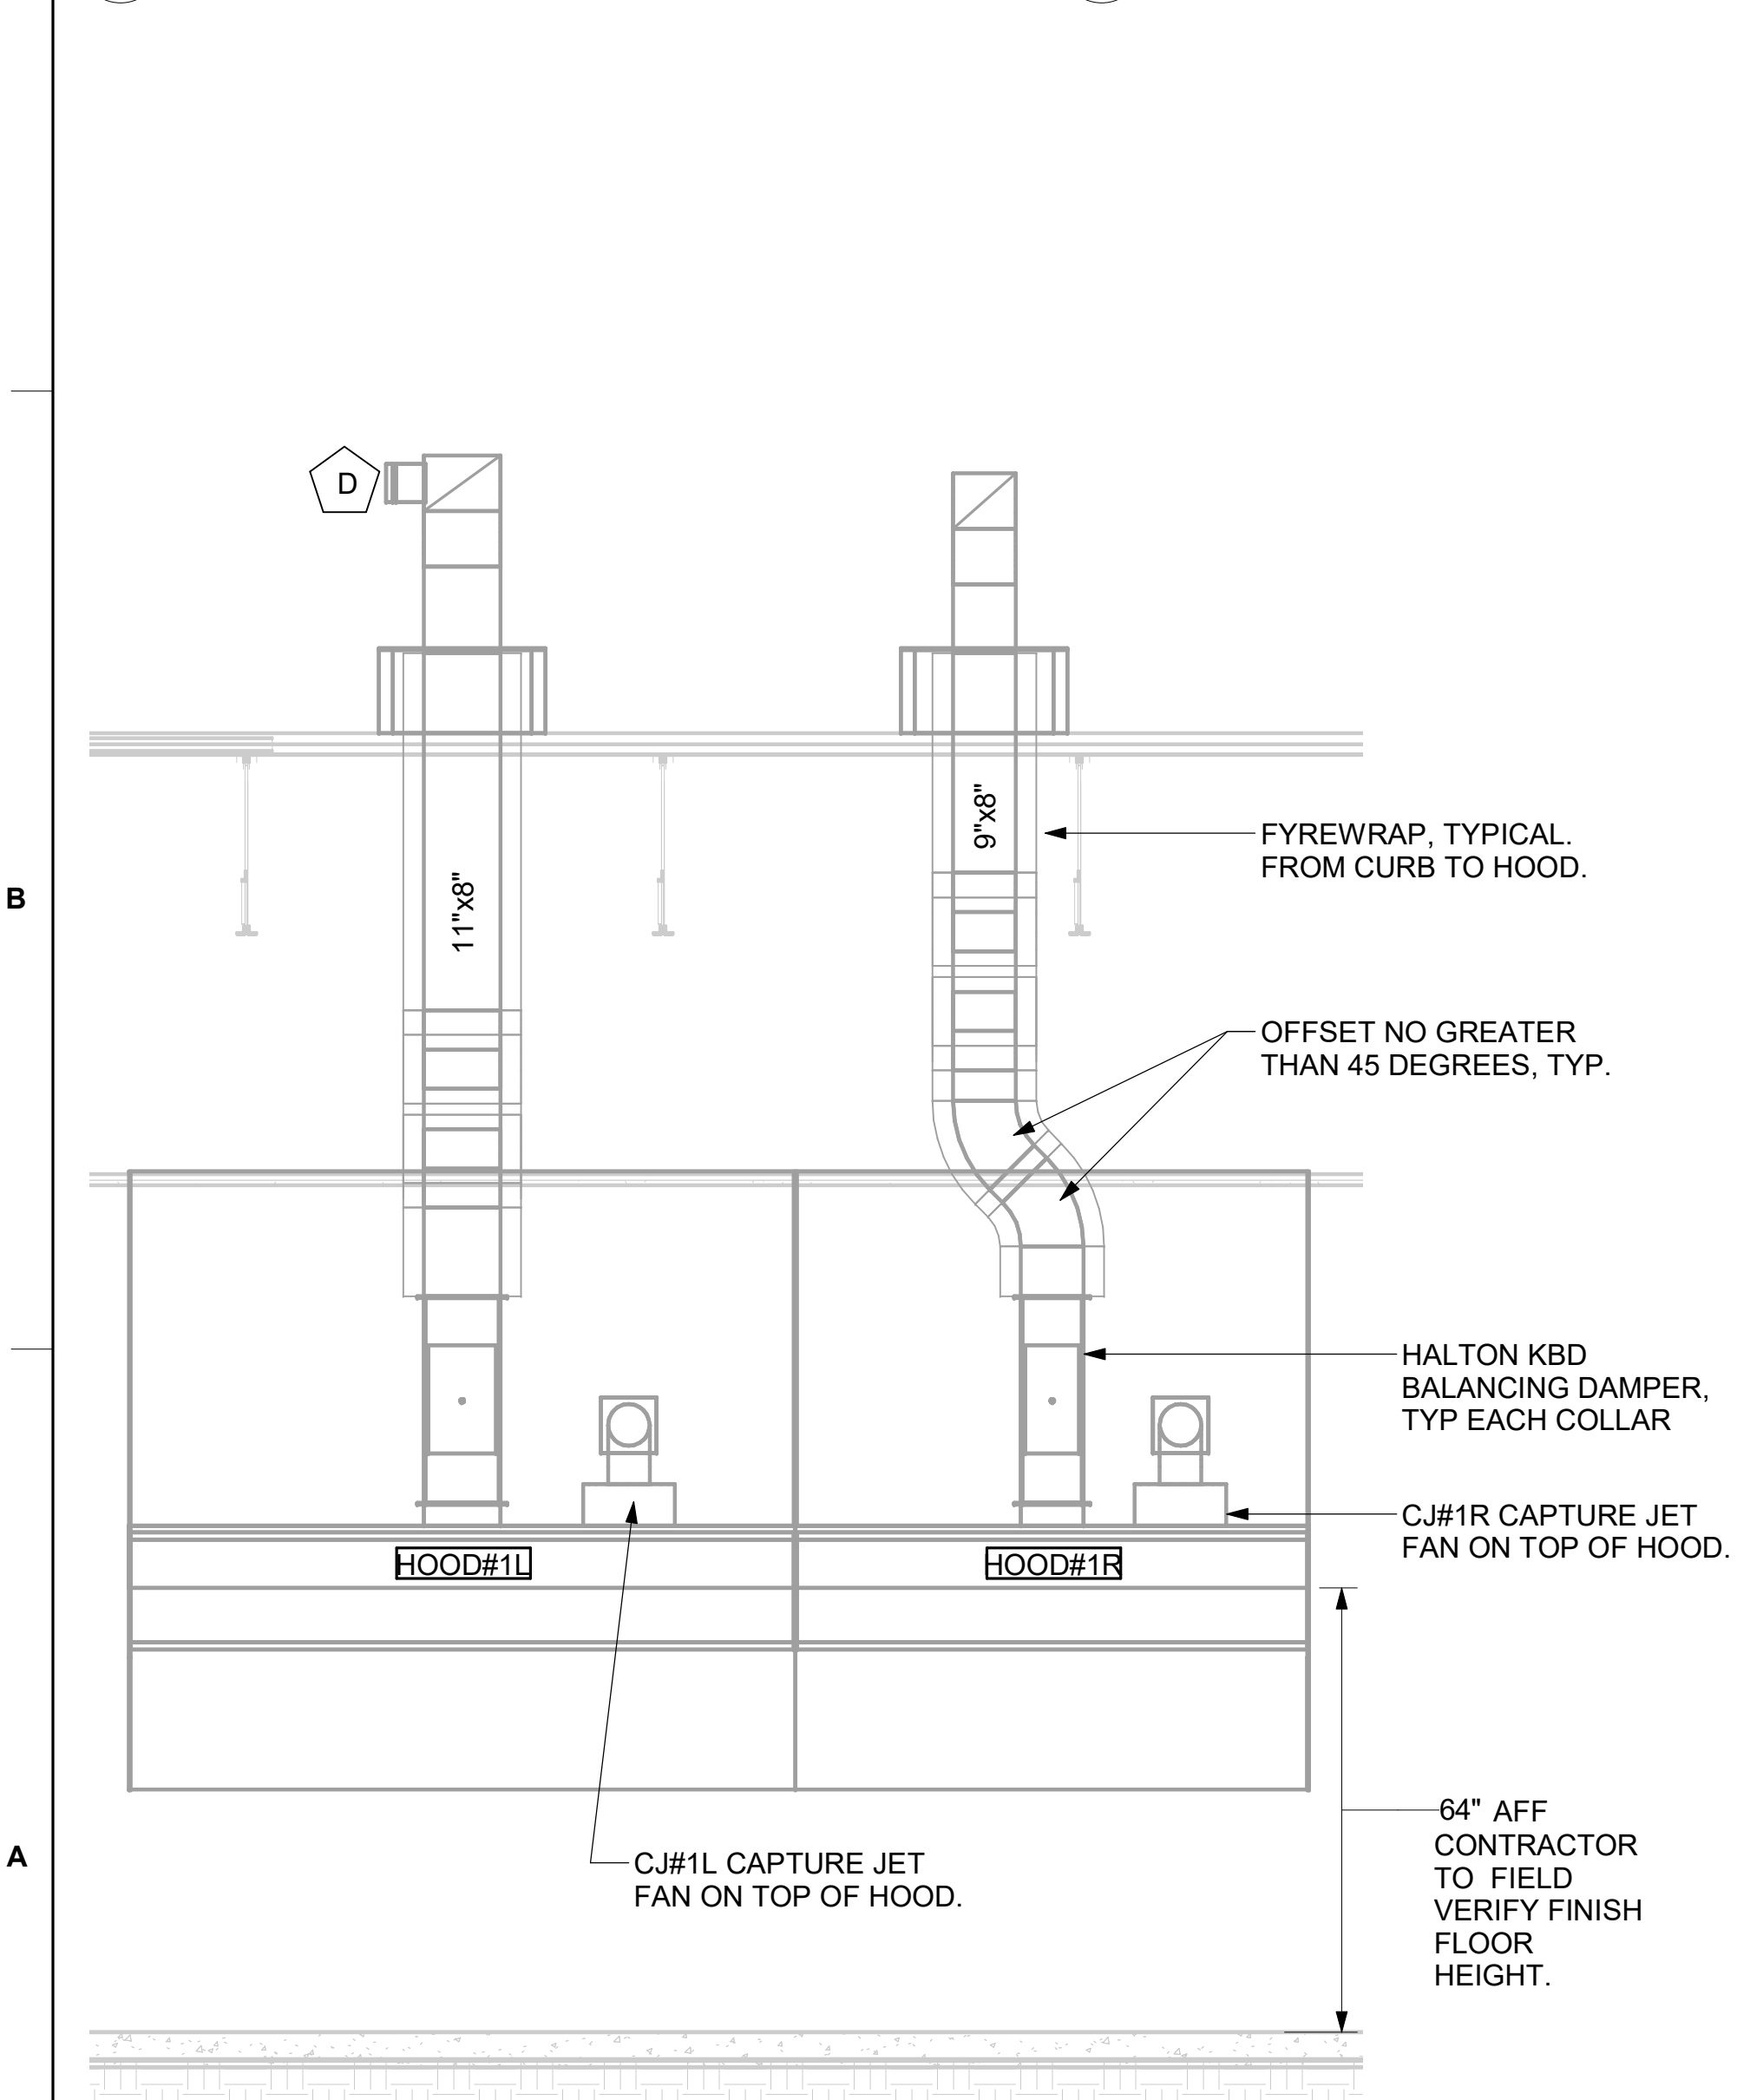 D
9"x8"
FYREWRAP, TYPICAL.
FROM CURB TO HOOD.
B
11"x8"
OFFSET NO GREATER
THAN 45 DEGREES, TYP.
HALTON KBD
BALANCING DAMPER,
TYP EACH COLLAR
CJ#1R CAPTURE JET
FAN ON TOP OF HOOD.
HOOD#1L
HOOD#1R
64" AFF
CONTRACTOR
TO FIELD
VERIFY FINISH
FLOOR
HEIGHT.
A
CJ#1L CAPTURE JET
FAN ON TOP OF HOOD.